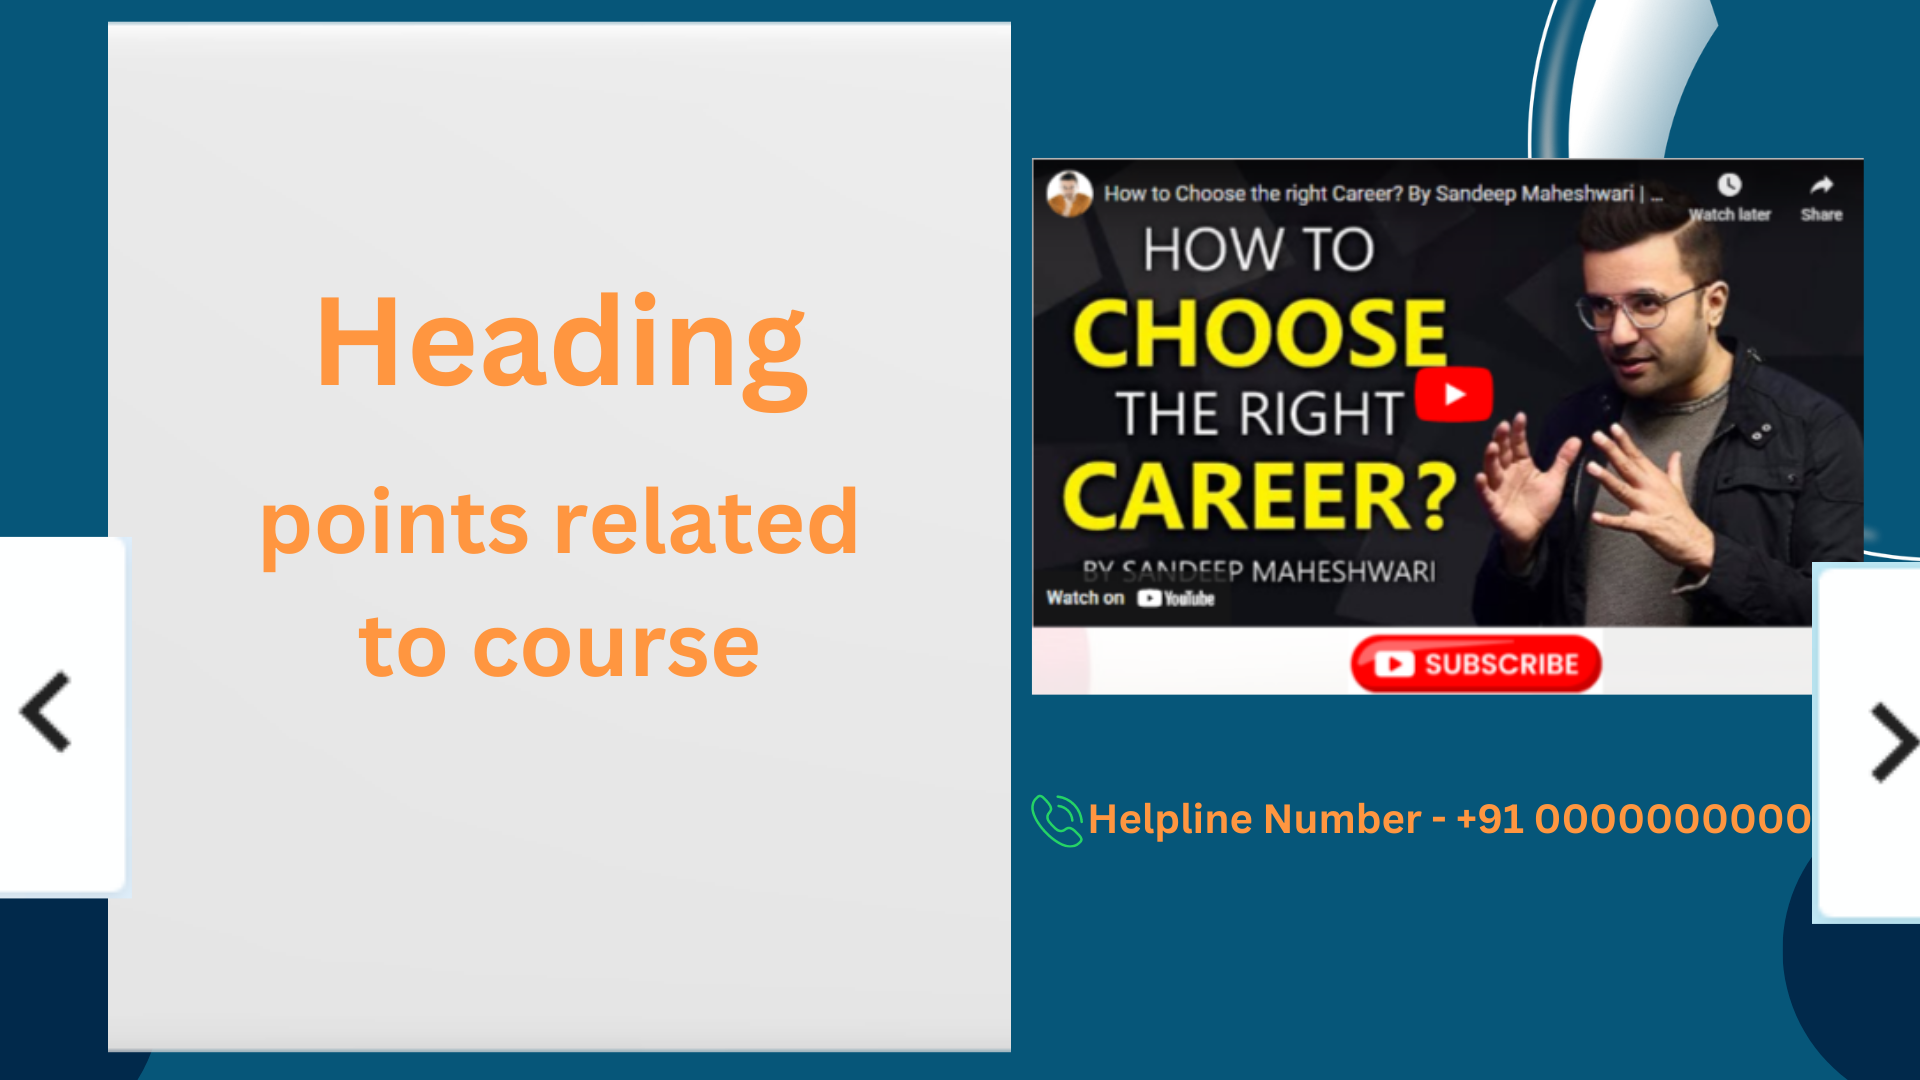 Heading
points related
to course
How to Choose the right Career? By Sandeep Maheshwari | ...
Watch later
Share
HOW TO
CHOOSE
THE RIGHT
CAREER?
BY SANDEEP MAHESHWARI
Watch on YouTube
SUBSCRIBE
Helpline Number - +91 0000000000